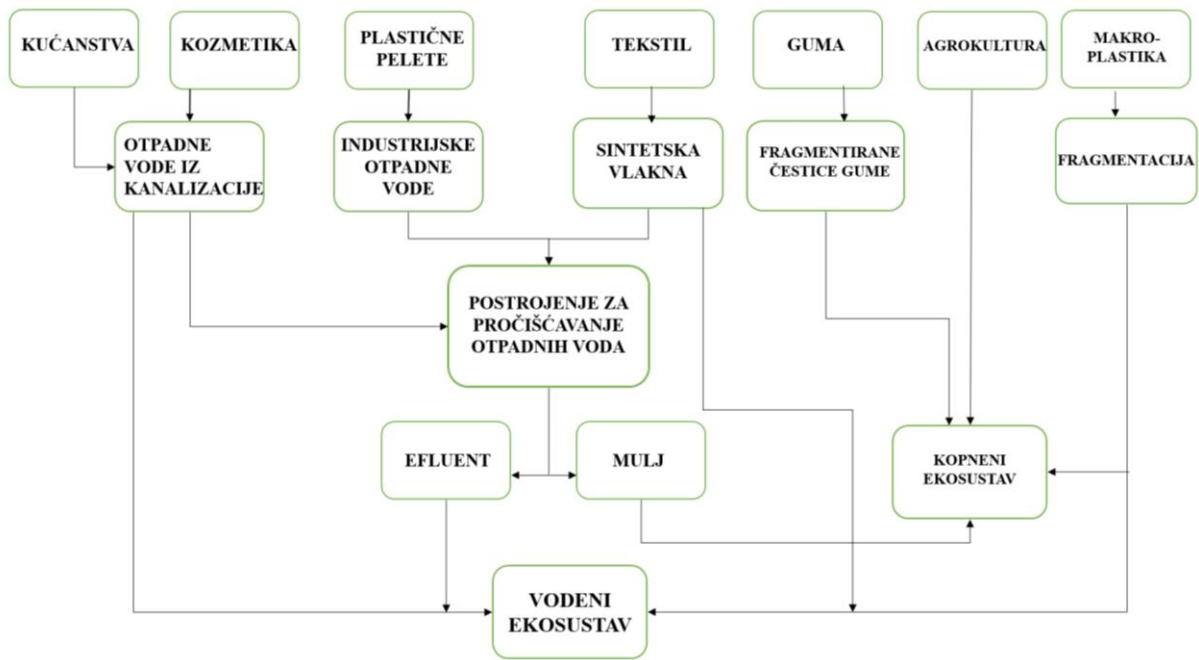 KUĆANSTVA
KOZMETIKA
PLASTIČNE
PELETE
TEKSTIL
GUMA
AGROKULTURA
MAKRO-
PLASTIKA
OTPADNE
VODE IZ
KANALIZACIJE
INDUSTRIJSKE
OTPADNE
VODE
SINTETSKA
VLAKNA
FRAGMENTIRANE
ČESTICE GUME
FRAGMENTACIJA
POSTROJENJE ZA
PROČIŠĆAVANJE
OTPADNIH VODA
EFLUENT
MULJ
KOPNENI
EKOSUSTAV
VODENI
EKOSUSTAV